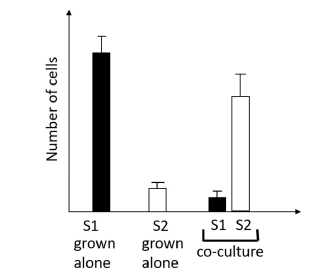 Number of cells
S1
grown
alone
S2
grown
alone
S1 S2
co-culture